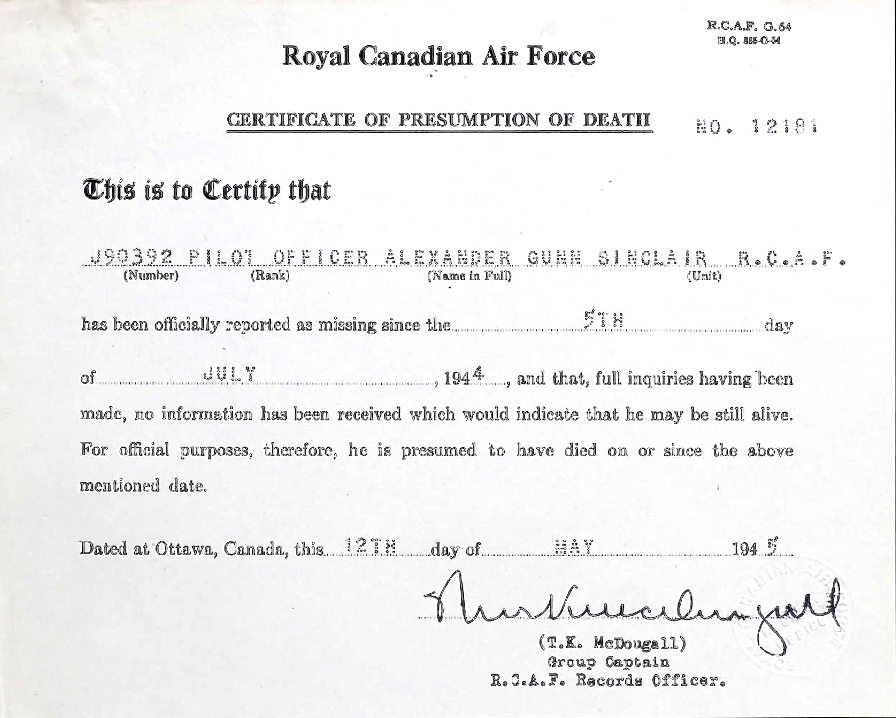 R.C.A.F. G.64
H.Q. 885-G-64
Royal Canadian Air Force
CERTIFICATE OF PRESUMPTION OF DEATH
NO. 12181
This is to Certify that
J90392 PILOT OFFICER ALEXANDER GUNN SINCLAIR R.C.A.F.
(Number) (Rank) (Name in Full) (Unit)
has been officially reported as missing since the 5TH day
of JULY, 1944, and that, full inquiries having been
made, no information has been received which would indicate that he may be still alive.
For official purposes, therefore, he is presumed to have died on or since the above
mentioned date.
Dated at Ottawa, Canada, this 12TH day of MAY 1945
(T.K. McDougall)
Group Captain
R.C.A.F. Records Officer.